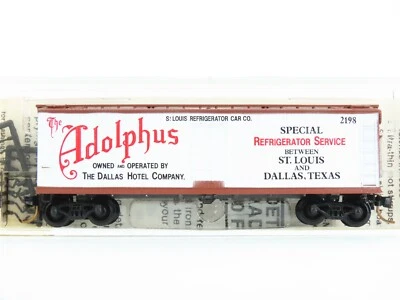 S: LOUIS REFRIGERATOR CAR CO.
2198
The Adolphus
OWNED AND OPERATED BY
THE DALLAS HOTEL COMPANY.
SPECIAL
REFRIGERATOR SERVICE
BETWEEN
ST. LOUIS
AND
DALLAS, TEXAS